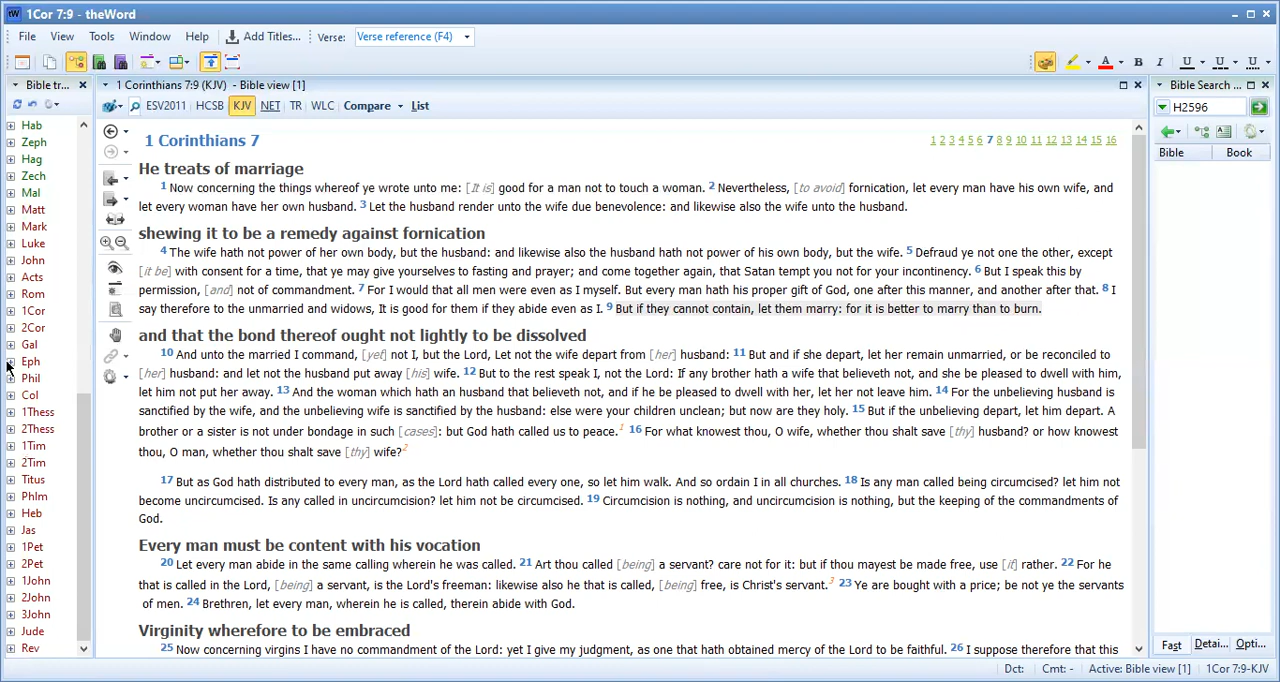 1Cor 7:9 - theWord
File View Tools Window Help Add Titles... Verse: Verse reference (F4)
B I U U U
Bible tr...
1 Corinthians 7:9 (KJV) - Bible view [1]
Bible Search ...
ESV2011 HCSB KJV NET TR WLC Compare List
H2596
Bible Book
Hab
Zeph
Hag
Zech
Mal
Matt
Mark
Luke
John
Acts
Rom
1Cor
2Cor
Gal
Eph
Phil
Col
1Thess
2Thess
1Tim
2Tim
Titus
Phlm
Heb
Jas
1Pet
2Pet
1John
2John
3John
Jude
Rev
1 Corinthians 7
1 2 3 4 5 6 7 8 9 10 11 12 13 14 15 16
He treats of marriage
1 Now concerning the things whereof ye wrote unto me: [It is] good for a man not to touch a woman. 2 Nevertheless, [to avoid] fornication, let every man have his own wife, and
let every woman have her own husband. 3 Let the husband render unto the wife due benevolence: and likewise also the wife unto the husband.
shewing it to be a remedy against fornication
4 The wife hath not power of her own body, but the husband: and likewise also the husband hath not power of his own body, but the wife. 5 Defraud ye not one the other, except
[it be] with consent for a time, that ye may give yourselves to fasting and prayer; and come together again, that Satan tempt you not for your incontinency. 6 But I speak this by
permission, [and] not of commandment. 7 For I would that all men were even as I myself. But every man hath his proper gift of God, one after this manner, and another after that. 8 I
say therefore to the unmarried and widows, It is good for them if they abide even as I. 9 But if they cannot contain, let them marry: for it is better to marry than to burn.
and that the bond thereof ought not lightly to be dissolved
10 And unto the married I command, [yet] not I, but the Lord, Let not the wife depart from [her] husband: 11 But and if she depart, let her remain unmarried, or be reconciled to
[her] husband: and let not the husband put away [his] wife. 12 But to the rest speak I, not the Lord: If any brother hath a wife that believeth not, and she be pleased to dwell with him,
let him not put her away. 13 And the woman which hath an husband that believeth not, and if he be pleased to dwell with her, let her not leave him. 14 For the unbelieving husband is
sanctified by the wife, and the unbelieving wife is sanctified by the husband: else were your children unclean; but now are they holy. 15 But if the unbelieving depart, let him depart. A
brother or a sister is not under bondage in such [cases]: but God hath called us to peace.1 16 For what knowest thou, O wife, whether thou shalt save [thy] husband? or how knowest
thou, O man, whether thou shalt save [thy] wife?2
17 But as God hath distributed to every man, as the Lord hath called every one, so let him walk. And so ordain I in all churches. 18 Is any man called being circumcised? let him not
become uncircumcised. Is any called in uncircumcision? let him not be circumcised. 19 Circumcision is nothing, and uncircumcision is nothing, but the keeping of the commandments of
God.
Every man must be content with his vocation
20 Let every man abide in the same calling wherein he was called. 21 Art thou called [being] a servant? care not for it: but if thou mayest be made free, use [it] rather. 22 For he
that is called in the Lord, [being] a servant, is the Lord's freeman: likewise also he that is called, [being] free, is Christ's servant.3 23 Ye are bought with a price; be not ye the servants
of men. 24 Brethren, let every man, wherein he is called, therein abide with God.
Virginity wherefore to be embraced
25 Now concerning virgins I have no commandment of the Lord: yet I give my judgment, as one that hath obtained mercy of the Lord to be faithful. 26 I suppose therefore that this
Fast Detai... Opti...
Dct: Cmt: - Active: Bible view [1] 1Cor 7:9-KJV